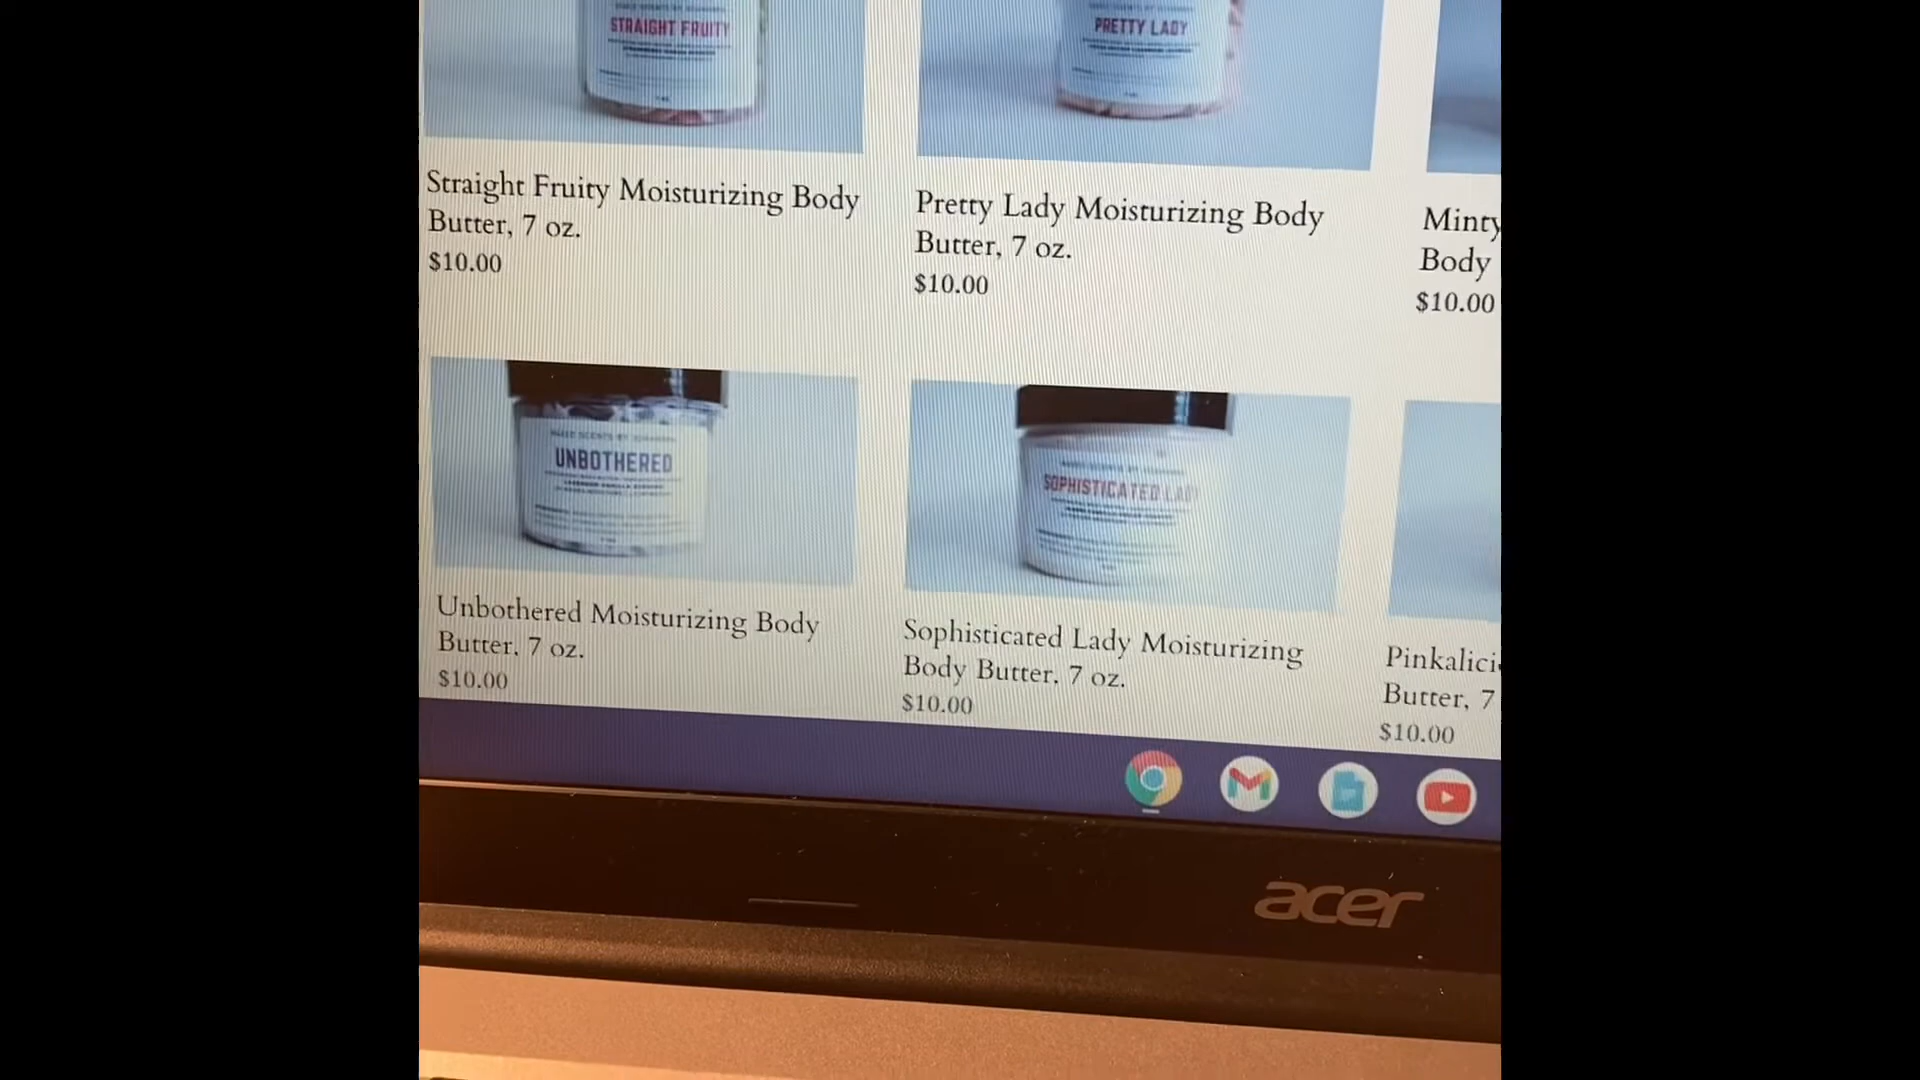 STRAIGHT FRUITY
PRETTY LADY
Straight Fruity Moisturizing Body
Butter, 7 oz.
$10.00
Pretty Lady Moisturizing Body
Butter, 7 oz.
$10.00
Minty
Body
$10.00
UNBOTHERED
SOPHISTICATED LADY
Unbothered Moisturizing Body
Butter, 7 oz.
$10.00
Sophisticated Lady Moisturizing
Body Butter, 7 oz.
$10.00
Pinkalici
Butter, 7
$10.00
acer